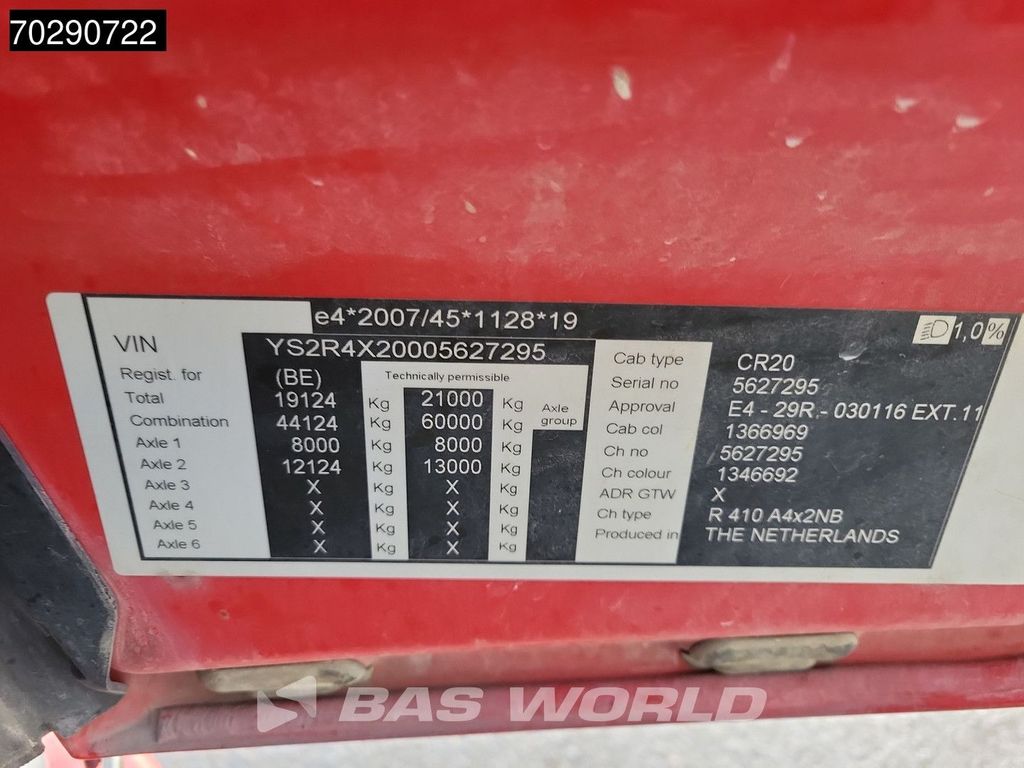 70290722
e4*2007/45*1128*19
1,0%
VIN YS2R4X20005627295
Regist. for (BE) Technically permissible
Total 19124 Kg 21000 Kg Axle group
Combination 44124 Kg 60000 Kg
Axle 1 8000 Kg 8000 Kg
Axle 2 12124 Kg 13000 Kg
Axle 3 X Kg X Kg
Axle 4 X Kg X Kg
Axle 5 X Kg X Kg
Axle 6 X Kg X Kg
Cab type CR20
Serial no 5627295
Approval E4 - 29R - 030116 EXT. 11
Cab col 1366969
Ch no 5627295
Ch colour 1346692
ADR GTW X
Ch type R 410 A4x2NB
Produced in THE NETHERLANDS
BAS WORLD